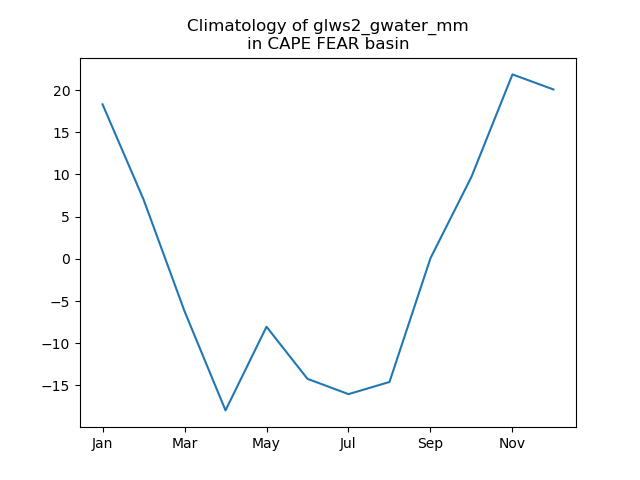 Climatology of glws2_gwater_mm
in CAPE FEAR basin
20
15
10
5
0
−5
−10
−15
Jan
Mar
May
Jul
Sep
Nov